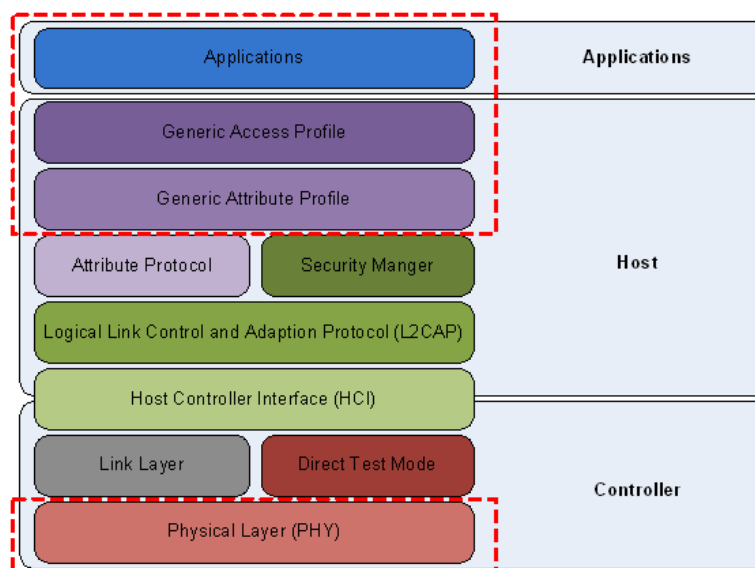 Applications
Applications
Generic Access Profile
Generic Attribute Profile
Host
Attribute Protocol
Security Manger
Logical Link Control and Adaption Protocol (L2CAP)
Host Controller Interface (HCI)
Link Layer
Direct Test Mode
Controller
Physical Layer (PHY)